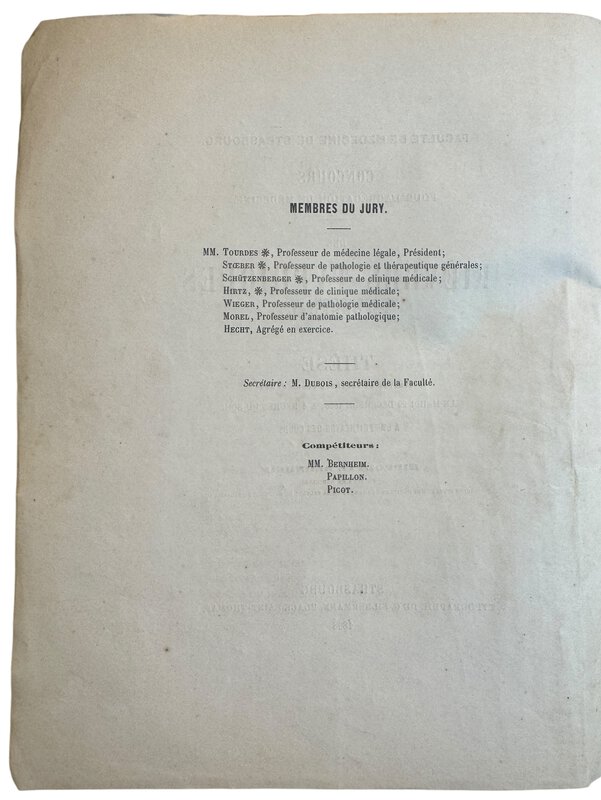 MEMBRES DU JURY.
MM. TOURDES ❋, Professeur de médecine légale, Président;
STŒBER ❋, Professeur de pathologie et thérapeutique générales;
SCHÜTZENBERGER ❋, Professeur de clinique médicale;
HIRTZ, ❋, Professeur de clinique médicale;
WIEGER, Professeur de pathologie médicale;
MOREL, Professeur d'anatomie pathologique;
HECHT, Agrégé en exercice.
Secrétaire: M. DUBOIS, secrétaire de la Faculté.
Compétiteurs:
MM. BERNHEIM.
PAPILLON.
PICOT.